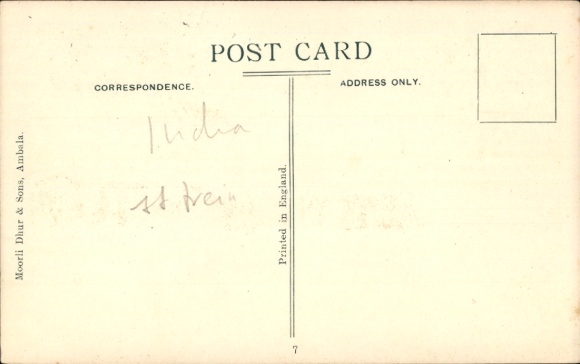 POST CARD
CORRESPONDENCE.
ADDRESS ONLY.
India
Moorli Dhur & Sons, Ambala.
Printed in England.
7